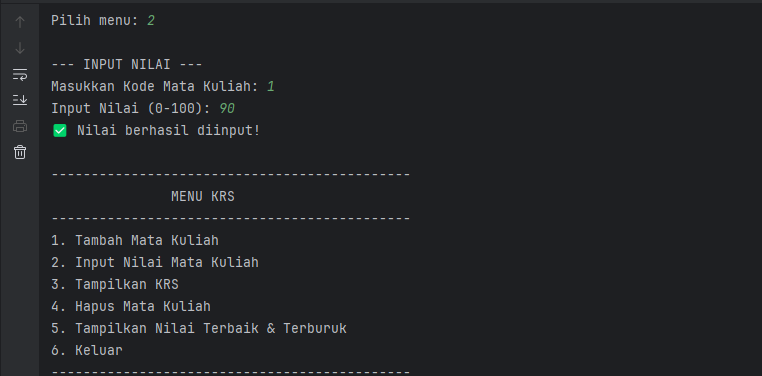 Pilih menu: 2
--- INPUT NILAI ---
Masukkan Kode Mata Kuliah: 1
Input Nilai (0-100): 90
✅ Nilai berhasil diinput!
---------------------------------------------
MENU KRS
---------------------------------------------
1. Tambah Mata Kuliah
2. Input Nilai Mata Kuliah
3. Tampilkan KRS
4. Hapus Mata Kuliah
5. Tampilkan Nilai Terbaik & Terburuk
6. Keluar
---------------------------------------------